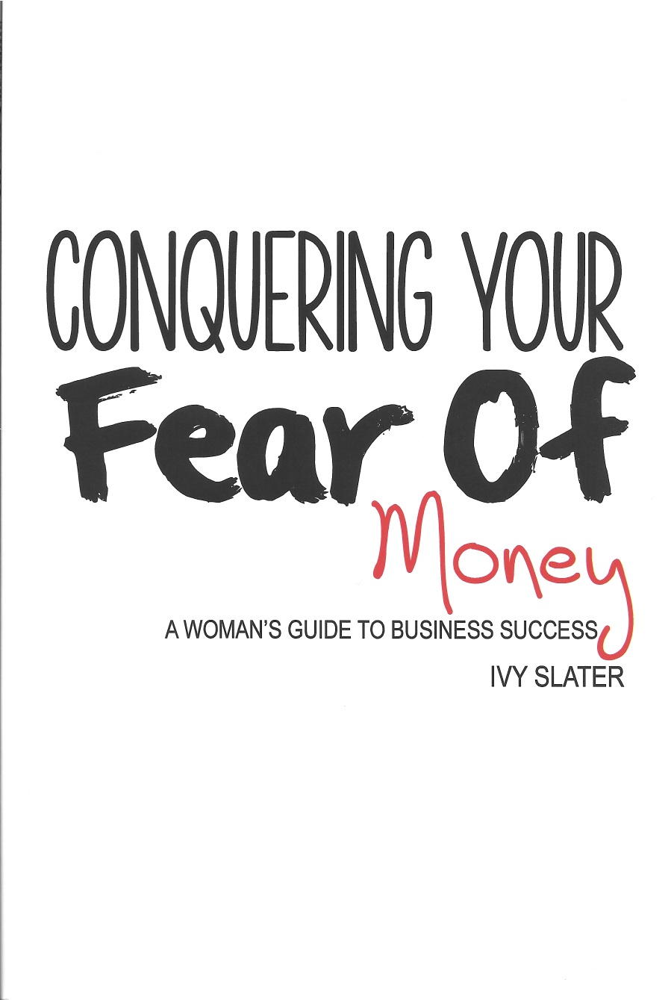 CONQUERING YOUR
Fear Of
Money
A WOMAN'S GUIDE TO BUSINESS SUCCESS
IVY SLATER